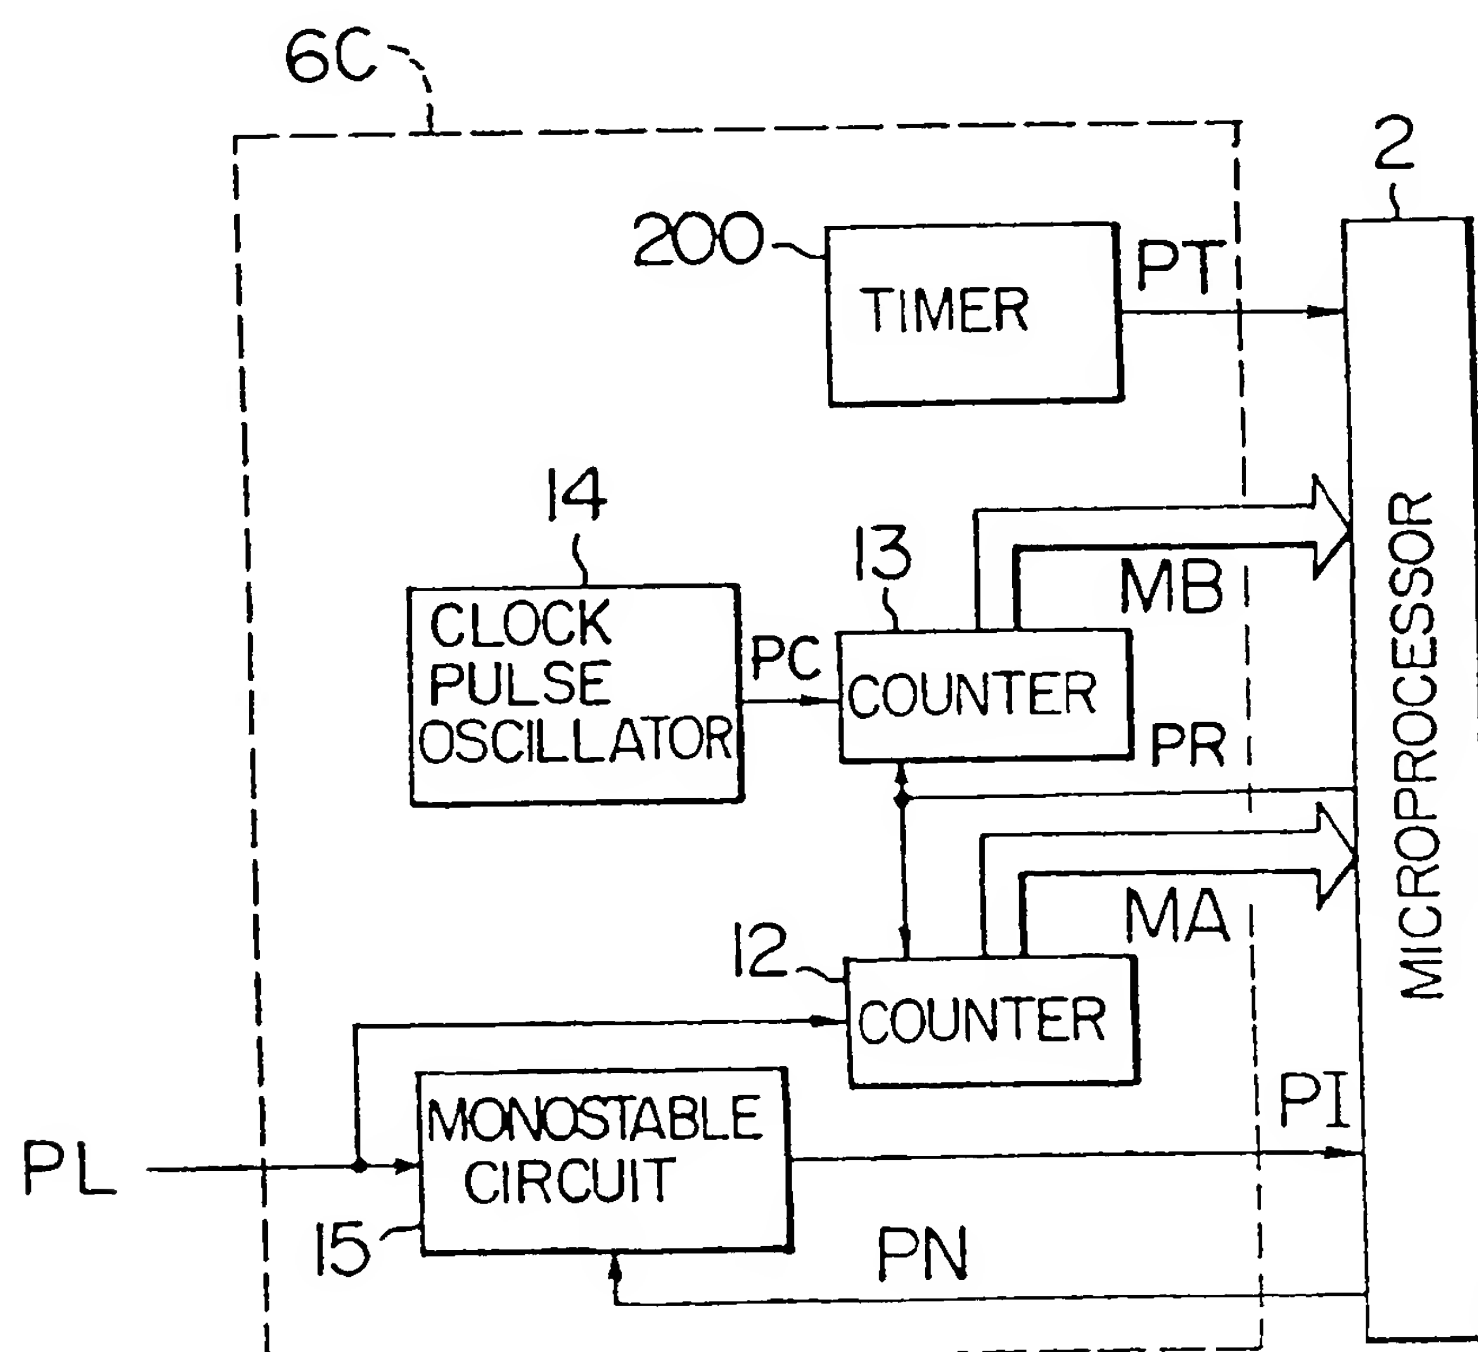 6C
2
200
TIMER
PT
14
CLOCK
PULSE
OSCILLATOR
PC
13
COUNTER
MB
PR
MICROPROCESSOR
MA
12
COUNTER
PL
MONOSTABLE
CIRCUIT
15
PI
PN